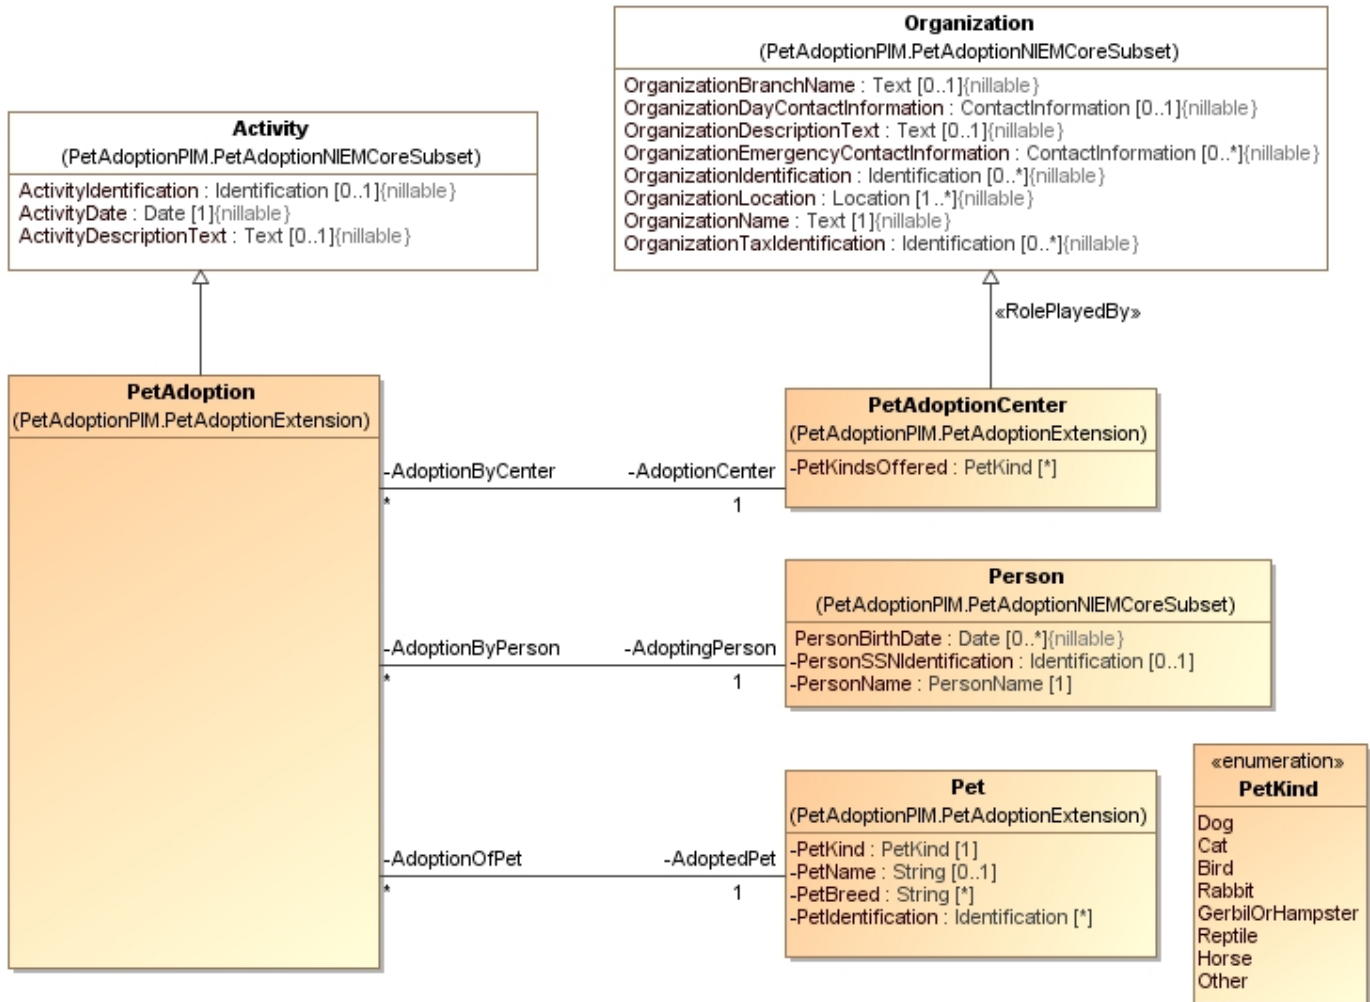 Organization
(PetAdoptionPIM.PetAdoptionNIEMCoreSubset)
OrganizationBranchName : Text [0..1]{nillable}
OrganizationDayContactInformation : ContactInformation [0..1]{nillable}
OrganizationDescriptionText : Text [0..1]{nillable}
OrganizationEmergencyContactInformation : ContactInformation [0..*]{nillable}
OrganizationIdentification : Identification [0..*]{nillable}
OrganizationLocation : Location [1..*]{nillable}
OrganizationName : Text [1]{nillable}
OrganizationTaxIdentification : Identification [0..*]{nillable}
Activity
(PetAdoptionPIM.PetAdoptionNIEMCoreSubset)
ActivityIdentification : Identification [0..1]{nillable}
ActivityDate : Date [1]{nillable}
ActivityDescriptionText : Text [0..1]{nillable}
«RolePlayedBy»
PetAdoption
(PetAdoptionPIM.PetAdoptionExtension)
PetAdoptionCenter
(PetAdoptionPIM.PetAdoptionExtension)
-PetKindsOffered : PetKind [*]
-AdoptionByCenter
-AdoptionCenter
*
1
Person
(PetAdoptionPIM.PetAdoptionNIEMCoreSubset)
PersonBirthDate : Date [0..*]{nillable}
-PersonSSNIdentification : Identification [0..1]
-PersonName : PersonName [1]
-AdoptionByPerson
-AdoptingPerson
*
1
Pet
(PetAdoptionPIM.PetAdoptionExtension)
-PetKind : PetKind [1]
-PetName : String [0..1]
-PetBreed : String [*]
-PetIdentification : Identification [*]
-AdoptionOfPet
-AdoptedPet
*
1
«enumeration»
PetKind
Dog
Cat
Bird
Rabbit
GerbilOrHampster
Reptile
Horse
Other